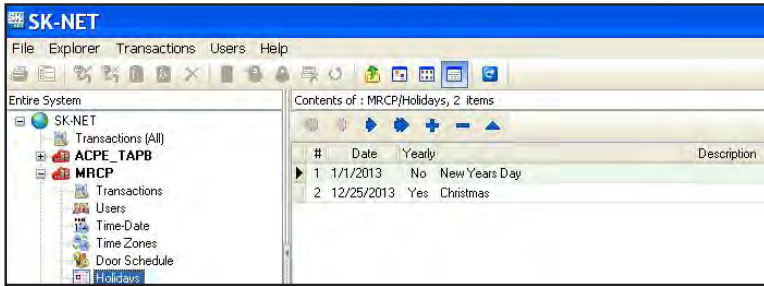 SK-NET
File Explorer Transactions Users Help
Entire System
Contents of : MRCP/Holidays, 2 items
SK-NET
Transactions (All)
ACPE_TAPB
MRCP
Transactions
Users
Time-Date
Time Zones
Door Schedule
Holidays
# Date Yearly Description
1 1/1/2013 No New Years Day
2 12/25/2013 Yes Christmas